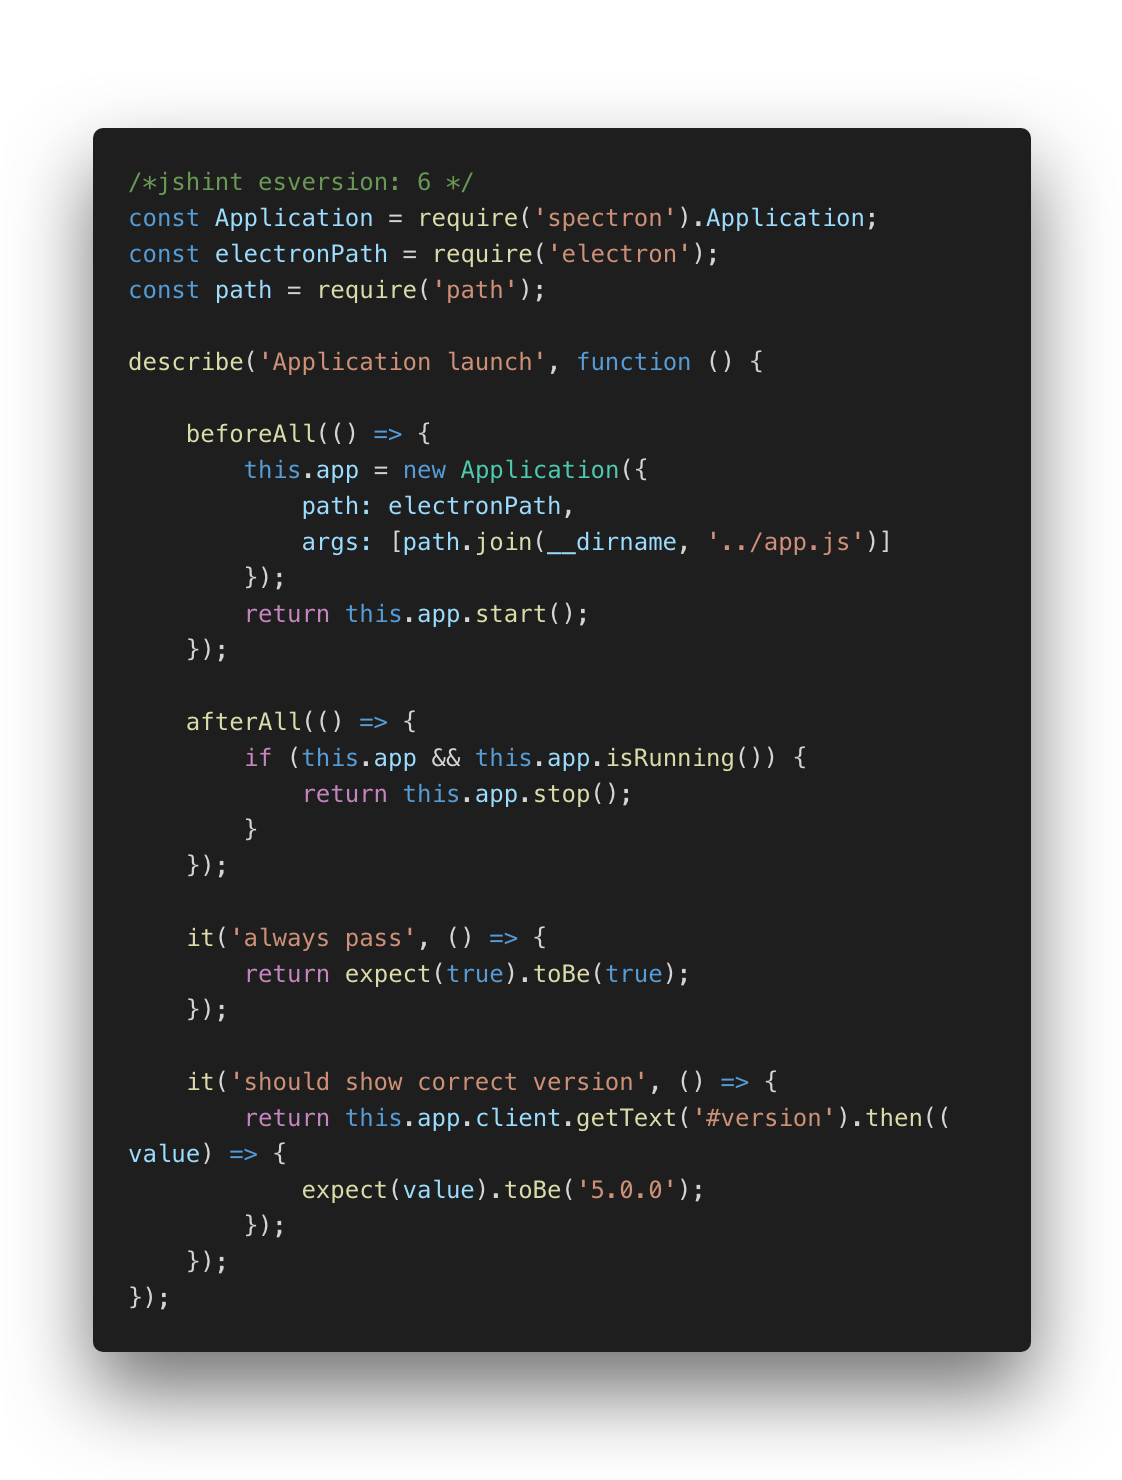 /*jshint esversion: 6 */
const Application = require('spectron').Application;
const electronPath = require('electron');
const path = require('path');

describe('Application launch', function () {

    beforeAll(() => {
        this.app = new Application({
            path: electronPath,
            args: [path.join(__dirname, '../app.js')]
        });
        return this.app.start();
    });

    afterAll(() => {
        if (this.app && this.app.isRunning()) {
            return this.app.stop();
        }
    });

    it('always pass', () => {
        return expect(true).toBe(true);
    });

    it('should show correct version', () => {
        return this.app.client.getText('#version').then((
value) => {
            expect(value).toBe('5.0.0');
        });
    });
});